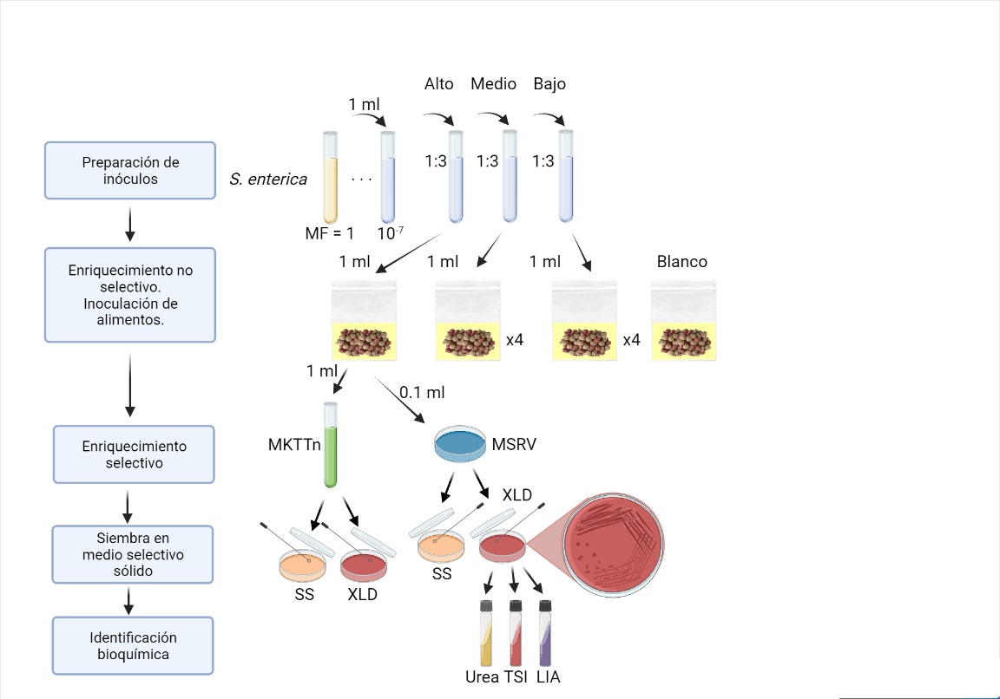 Alto Medio Bajo
1 ml
Preparación de
inóculos
S. enterica
. . .
1:3 1:3 1:3
MF = 1 10-7
Enriquecimiento no
selectivo.
Inoculación de
alimentos.
1 ml 1 ml 1 ml Blanco
x4 x4
1 ml
0.1 ml
Enriquecimiento
selectivo
MKTTn MSRV
Siembra en
medio selectivo
sólido
XLD
SS
SS XLD
Identificación
bioquímica
Urea TSI LIA